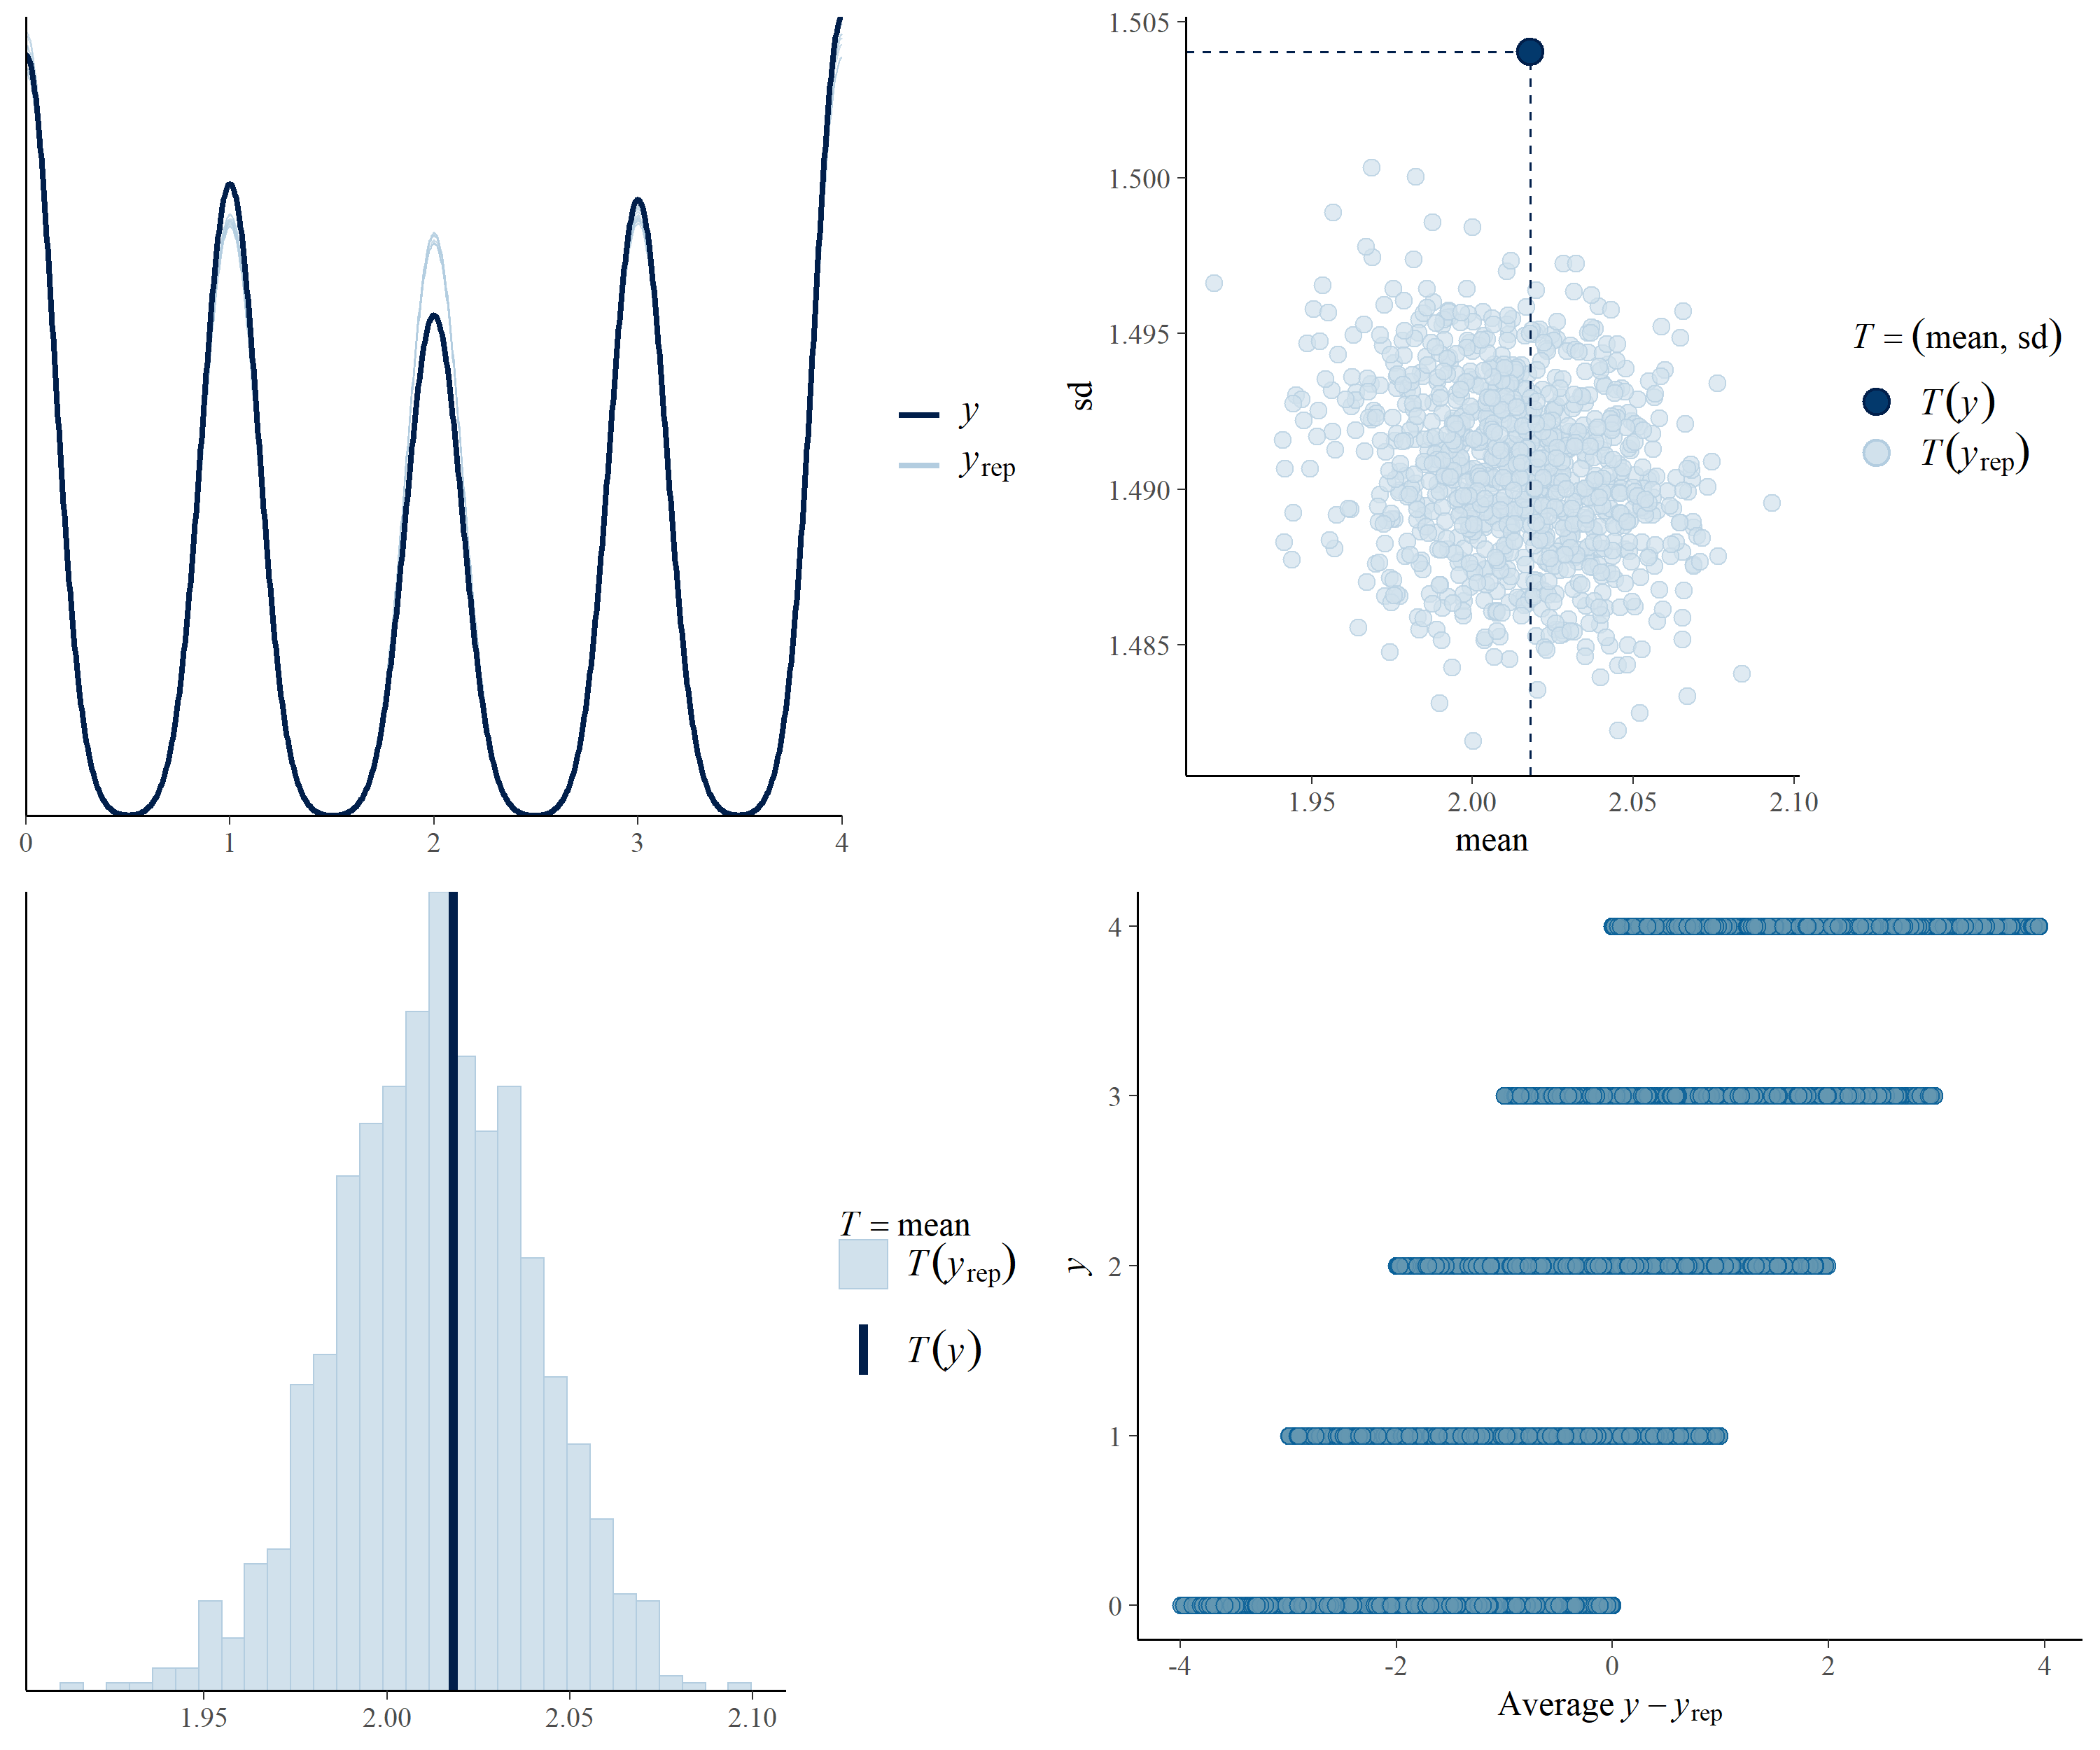 y
yrep
0 1 2 3 4
1.505
1.500
1.495
1.490
1.485
sd
1.95 2.00 2.05 2.10
mean
T = (mean, sd)
T(y)
T(yrep)
1.95 2.00 2.05 2.10
T = mean
T(yrep)
T(y)
4
3
2
1
0
y
-4 -2 0 2 4
Average y − yrep